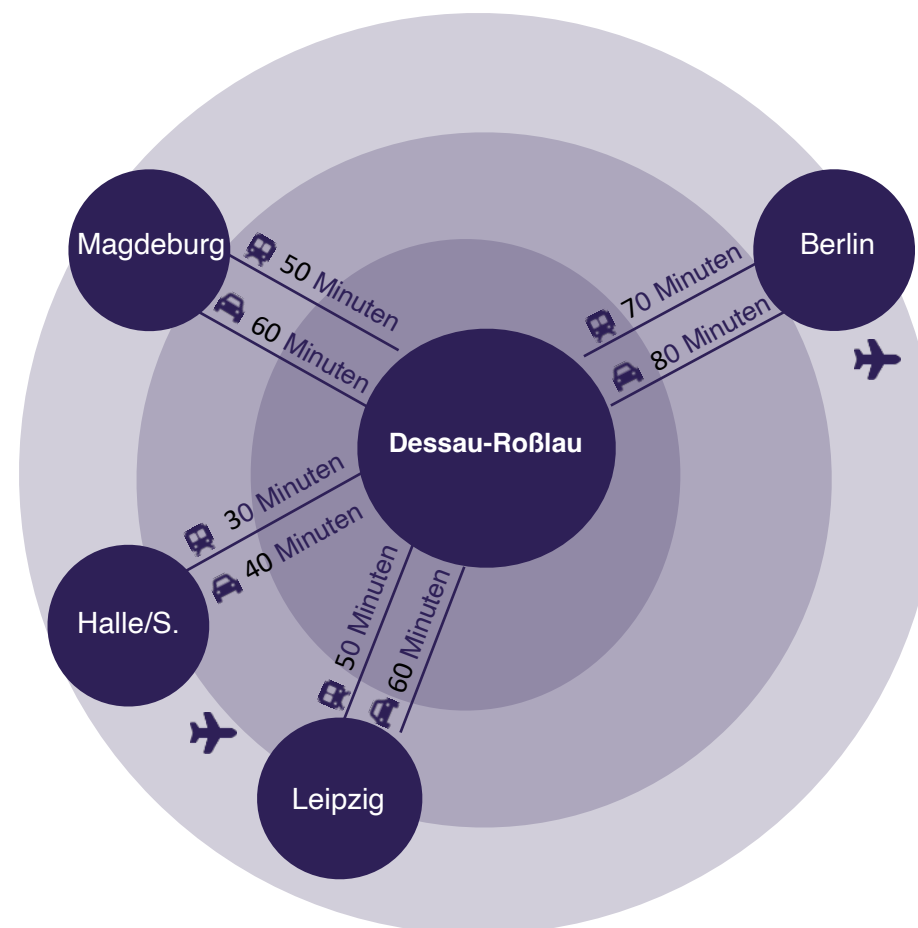 Magdeburg
50 Minuten
60 Minuten
Berlin
70 Minuten
80 Minuten
Dessau-Roßlau
30 Minuten
40 Minuten
Halle/S.
50 Minuten
60 Minuten
Leipzig